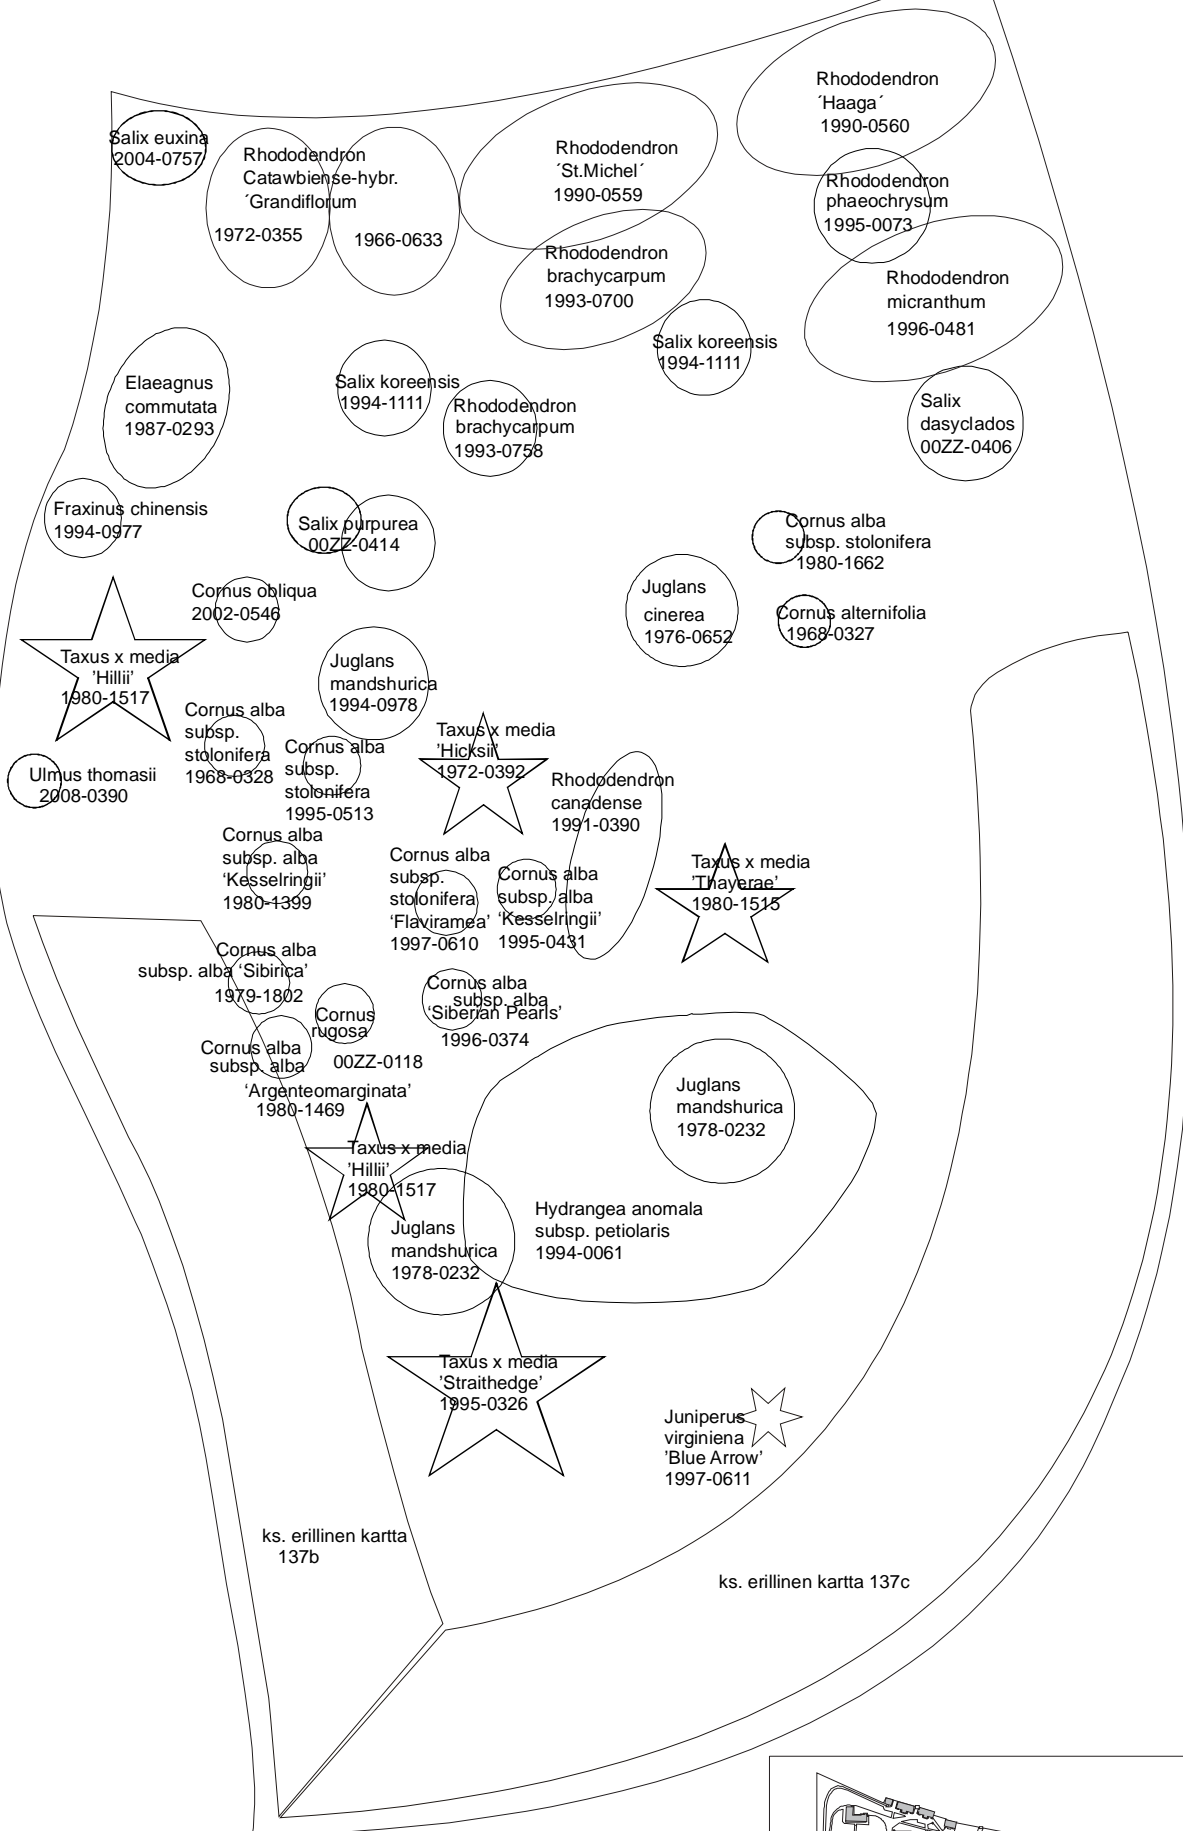 Rhododendron
´Haaga´
1990-0560
Salix euxina
2004-0757
Rhododendron
Catawbiense-hybr.
´Grandiflorum
1972-0355
1966-0633
Rhododendron
´St.Michel´
1990-0559
Rhododendron
phaeochrysum
1995-0073
Rhododendron
brachycarpum
1993-0700
Rhododendron
micranthum
1996-0481
Salix koreensis
1994-1111
Elaeagnus
commutata
1987-0293
Salix koreensis
1994-1111
Rhododendron
brachycarpum
1993-0758
Salix
dasyclados
00ZZ-0406
Fraxinus chinensis
1994-0977
Salix purpurea
00ZZ-0414
Cornus alba
subsp. stolonifera
1980-1662
Cornus obliqua
2002-0546
Juglans
cinerea
1976-0652
Cornus alternifolia
1968-0327
Taxus x media
’Hillii’
1980-1517
Juglans
mandshurica
1994-0978
Cornus alba
subsp.
stolonifera
1968-0328
Cornus alba
subsp.
stolonifera
1995-0513
Taxus x media
’Hicksii’
1972-0392
Ulmus thomasii
2008-0390
Rhododendron
canadense
1991-0390
Cornus alba
subsp. alba
‘Kesselringii’
1980-1399
Cornus alba
subsp.
stolonifera
‘Flaviramea’
1997-0610
Cornus alba
subsp. alba
‘Kesselringii’
1995-0431
Taxus x media
’Thayerae’
1980-1515
Cornus alba
subsp. alba ‘Sibirica’
1979-1802
Cornus
rugosa
00ZZ-0118
Cornus alba
subsp. alba
‘Siberian Pearls’
1996-0374
Cornus alba
subsp. alba
‘Argenteomarginata’
1980-1469
Juglans
mandshurica
1978-0232
Taxus x media
’Hillii’
1980-1517
Juglans
mandshurica
1978-0232
Hydrangea anomala
subsp. petiolaris
1994-0061
Taxus x media
’Straithedge’
1995-0326
Juniperus
virginiena
’Blue Arrow’
1997-0611
ks. erillinen kartta
137b
ks. erillinen kartta 137c